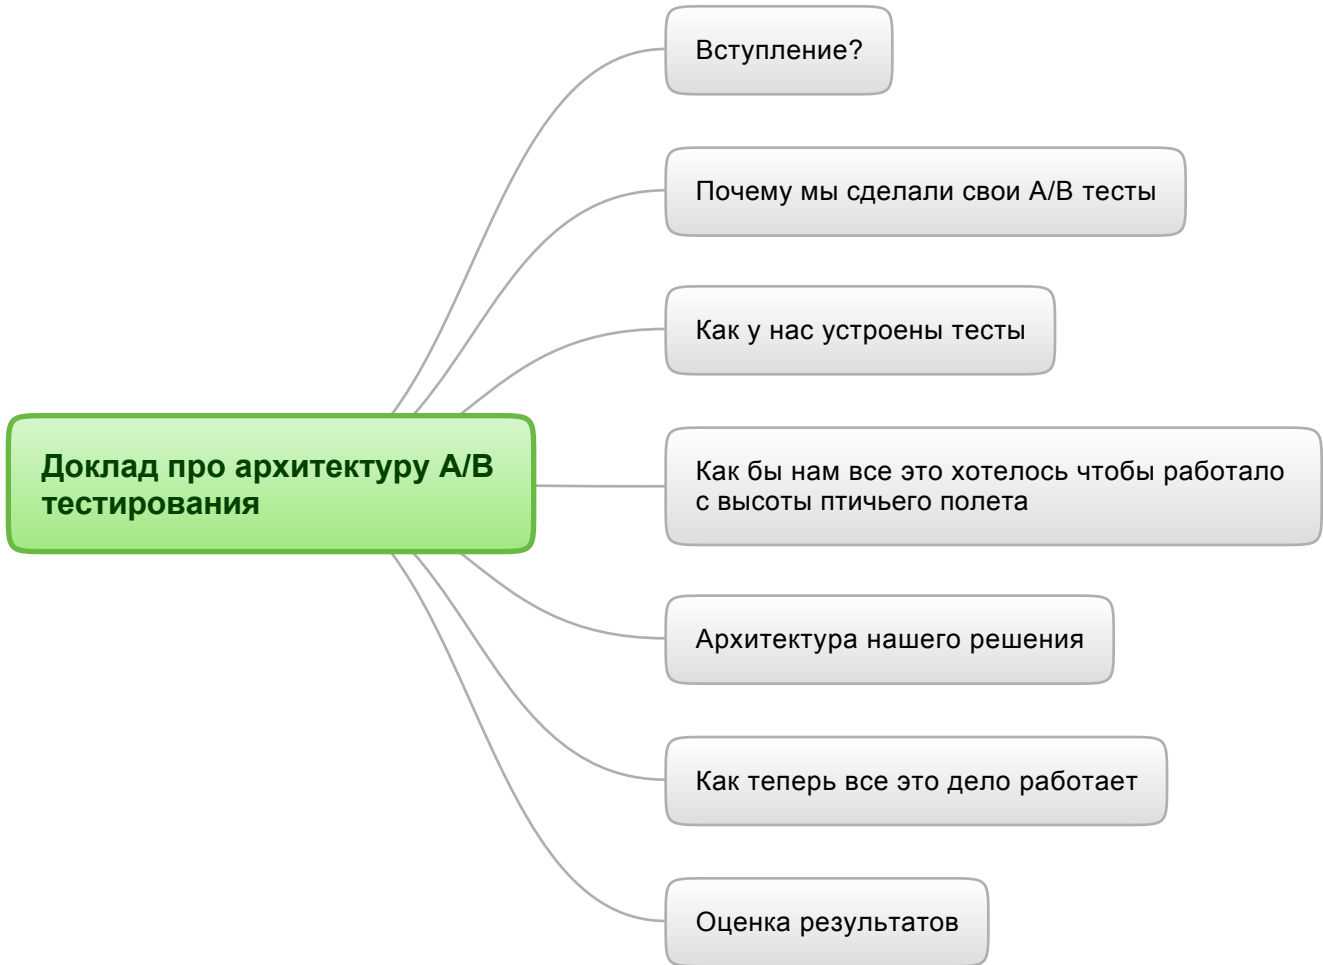 Вступление?
Почему мы сделали свои A/B тесты
Как у нас устроены тесты
Доклад про архитектуру A/B
тестирования
Как бы нам все это хотелось чтобы работало
с высоты птичьего полета
Архитектура нашего решения
Как теперь все это дело работает
Оценка результатов